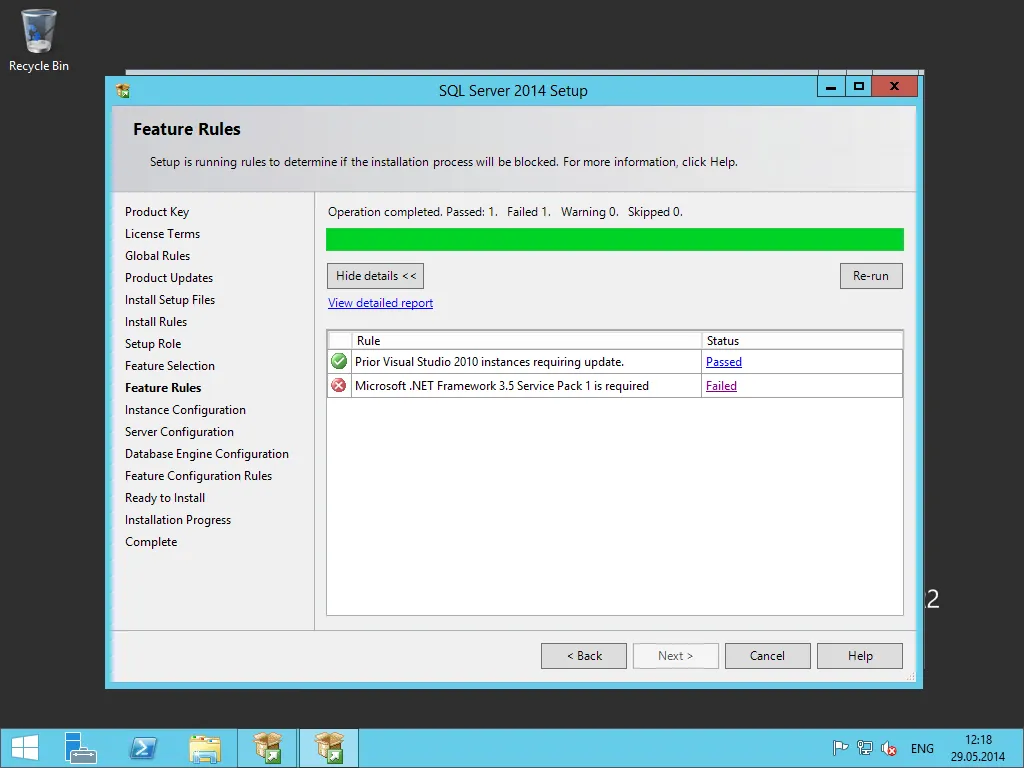 Recycle Bin
SQL Server 2014 Setup
Feature Rules
Setup is running rules to determine if the installation process will be blocked. For more information, click Help.
Product Key
License Terms
Global Rules
Product Updates
Install Setup Files
Install Rules
Setup Role
Feature Selection
Feature Rules
Instance Configuration
Server Configuration
Database Engine Configuration
Feature Configuration Rules
Ready to Install
Installation Progress
Complete
Operation completed. Passed: 1. Failed 1. Warning 0. Skipped 0.
Hide details <<
Re-run
View detailed report
Rule Status
Prior Visual Studio 2010 instances requiring update. Passed
Microsoft .NET Framework 3.5 Service Pack 1 is required Failed
< Back Next > Cancel Help
ENG
12:18
29.05.2014